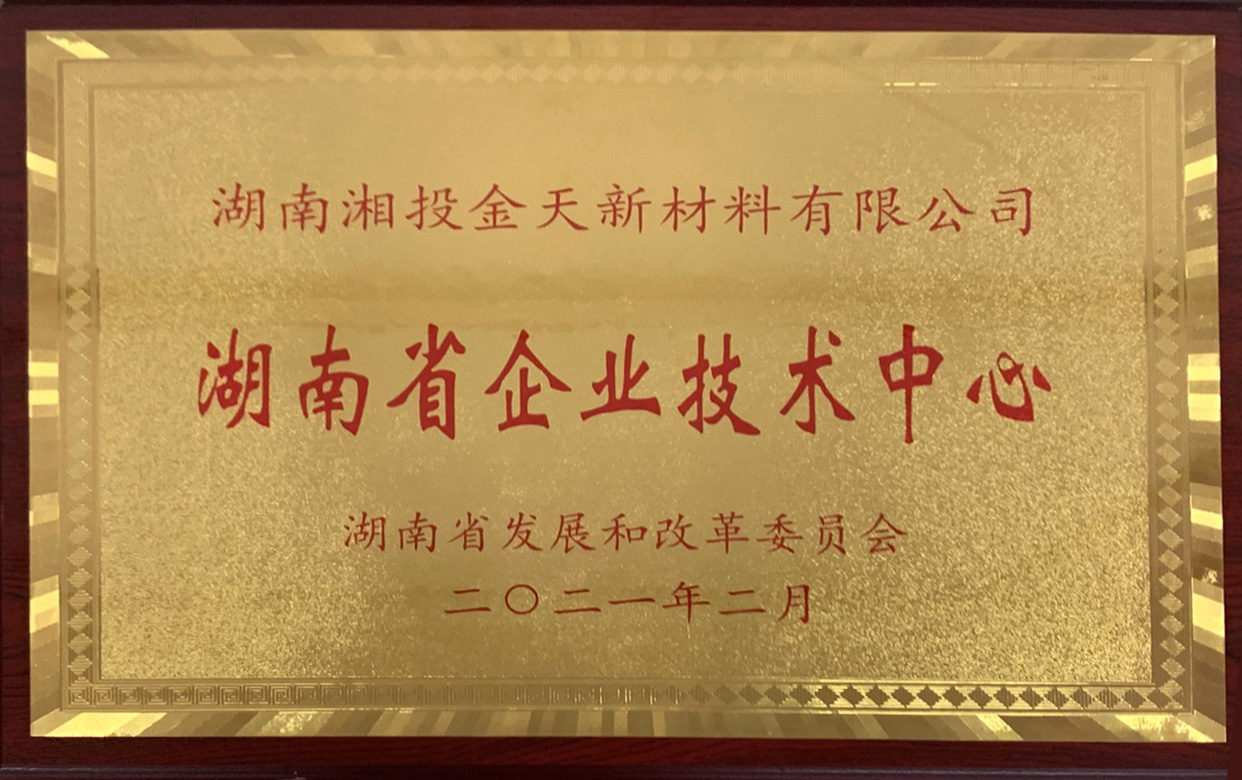 湖南湘投金天新材料有限公司
湖南省企业技术中心
湖南省发展和改革委员会
二〇二一年二月